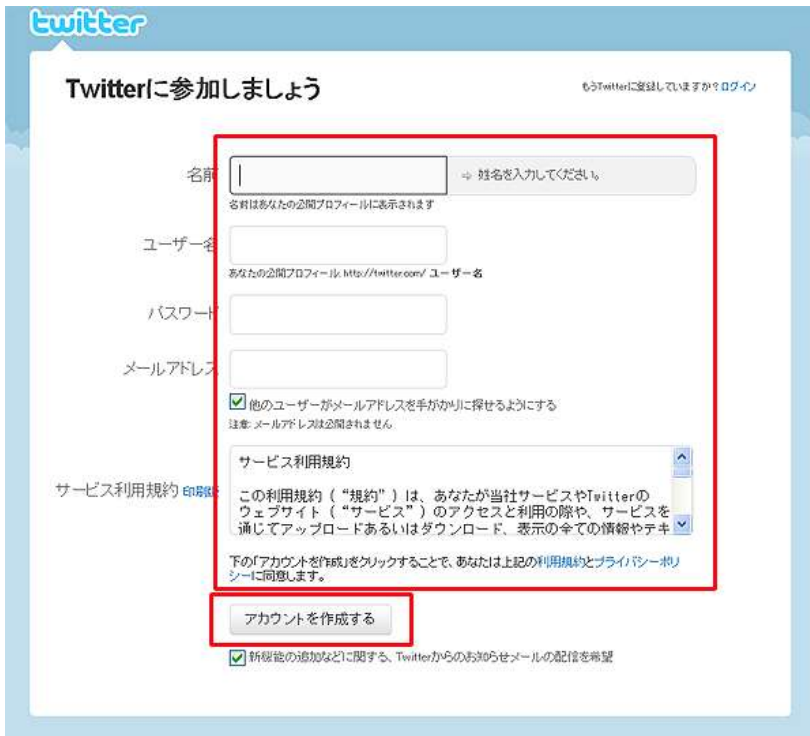 twitter
Twitterに参加しましょう
もうTwitterに登録していますか?ログイン
名前
⇒ 姓名を入力してください。
名前はあなたの公開プロフィールに表示されます
ユーザー名
あなたの公開プロフィール: http://twitter.com/ ユーザー名
パスワード
メールアドレス
他のユーザーがメールアドレスを手がかりに探せるようにする
注意: メールアドレスは公開されません
サービス利用規約 印刷版
サービス利用規約
この利用規約 ( “規約” ) は、あなたが当社サービスやTwitterの
ウェブサイト ( “サービス” ) のアクセスと利用の際や、サービスを
通じてアップロードあるいはダウンロード、表示の全ての情報やテキ
下の「アカウントを作成」をクリックすることで、あなたは上記の利用規約とプライバシーポリ
シーに同意します。
アカウントを作成する
新機能の追加などに関する、Twitterからのお知らせメールの配信を希望